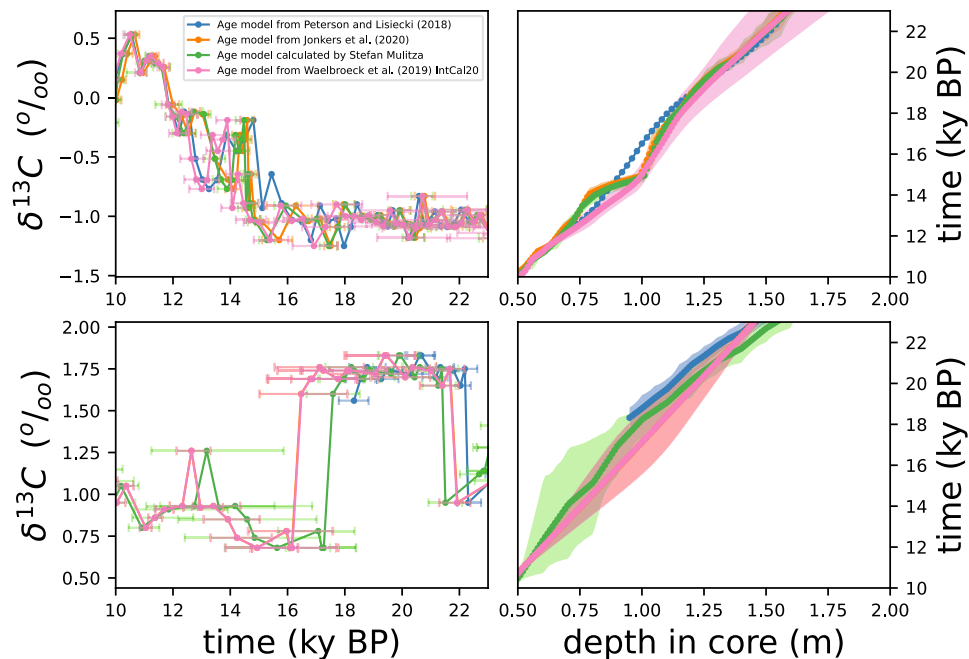 Age model from Peterson and Lisiecki (2018)
Age model from Jonkers et al. (2020)
Age model calculated by Stefan Mulitza
Age model from Waelbroeck et al. (2019) IntCal20
δ¹³C (°/ₒₒ)
0.5
0.0
−0.5
−1.0
−1.5
10 12 14 16 18 20 22
time (ky BP)
22
20
18
16
14
12
10
0.50 0.75 1.00 1.25 1.50 1.75 2.00
δ¹³C (°/ₒₒ)
2.00
1.75
1.50
1.25
1.00
0.75
0.50
10 12 14 16 18 20 22
time (ky BP)
time (ky BP)
22
20
18
16
14
12
10
0.50 0.75 1.00 1.25 1.50 1.75 2.00
depth in core (m)